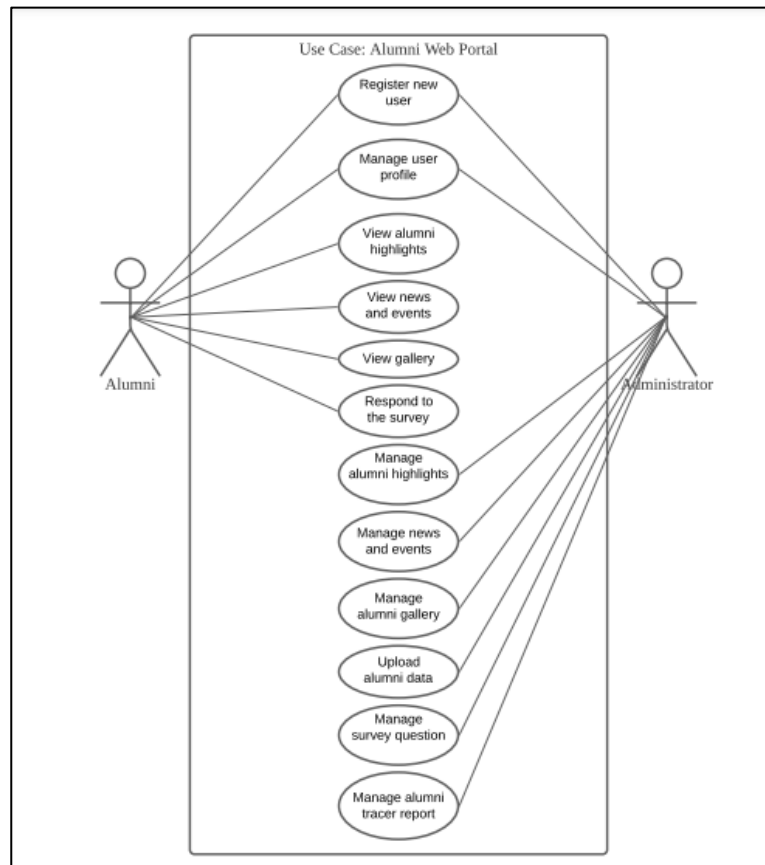 Use Case: Alumni Web Portal
Register new
user
Manage user
profile
View alumni
highlights
View news
and events
View gallery
Alumni
Administrator
Respond to
the survey
Manage
alumni highlights
Manage news
and events
Manage
alumni gallery
Upload
alumni data
Manage
survey question
Manage alumni
tracer report